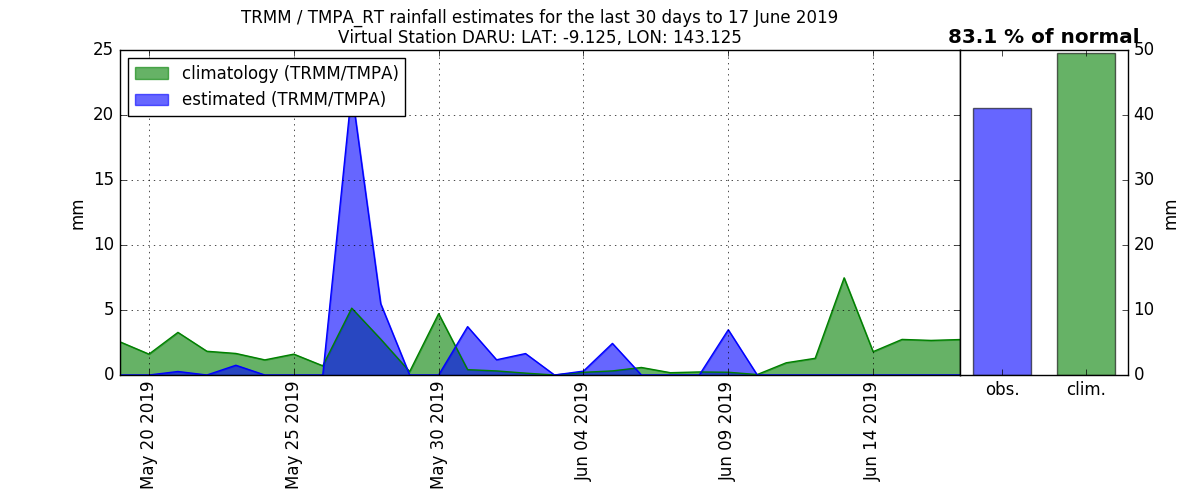 TRMM / TMPA_RT rainfall estimates for the last 30 days to 17 June 2019
Virtual Station DARU: LAT: -9.125, LON: 143.125
83.1 % of normal
climatology (TRMM/TMPA)
estimated (TRMM/TMPA)
25
20
15
10
5
0
mm
May 20 2019
May 25 2019
May 30 2019
Jun 04 2019
Jun 09 2019
Jun 14 2019
obs.
clim.
50
40
30
20
10
0
mm